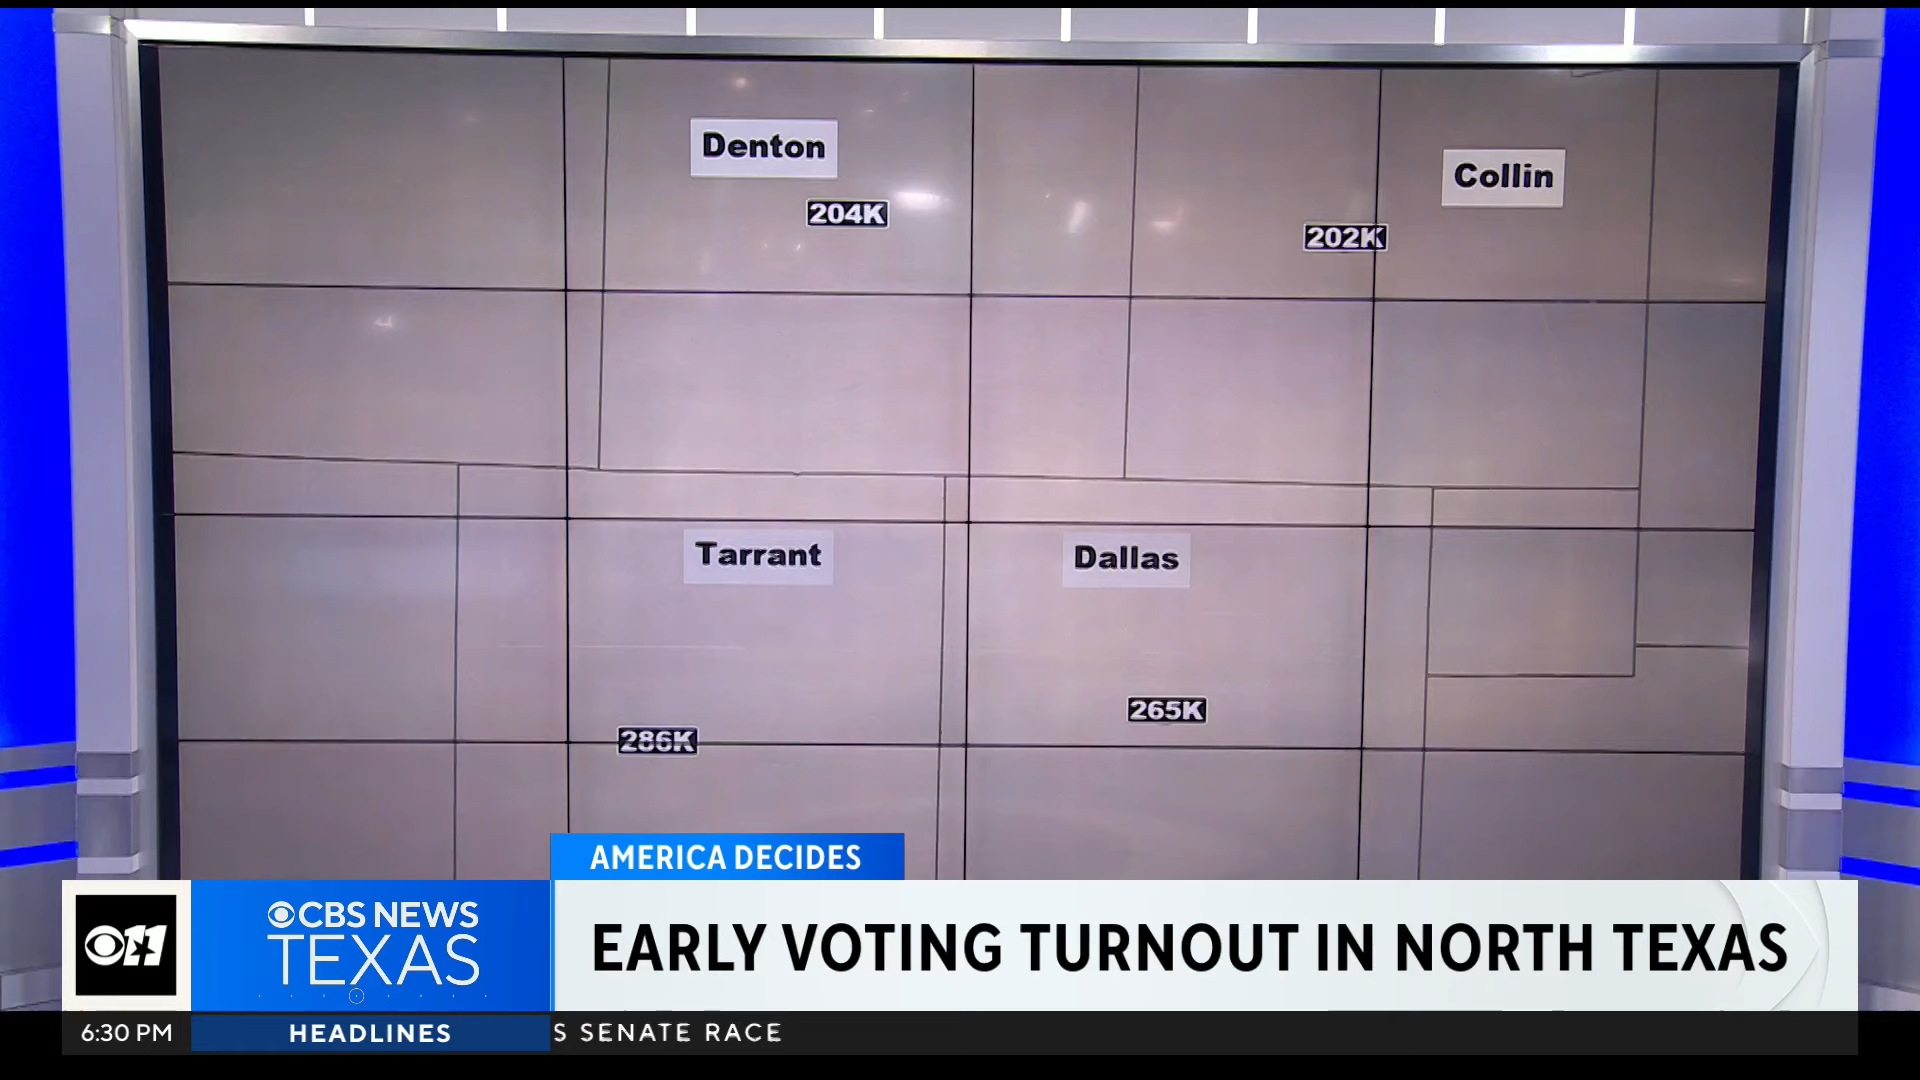 Denton
204K
Collin
202K
Tarrant
Dallas
265K
286K
AMERICA DECIDES
11
CBS NEWS
TEXAS
EARLY VOTING TURNOUT IN NORTH TEXAS
6:30 PM
HEADLINES
S SENATE RACE